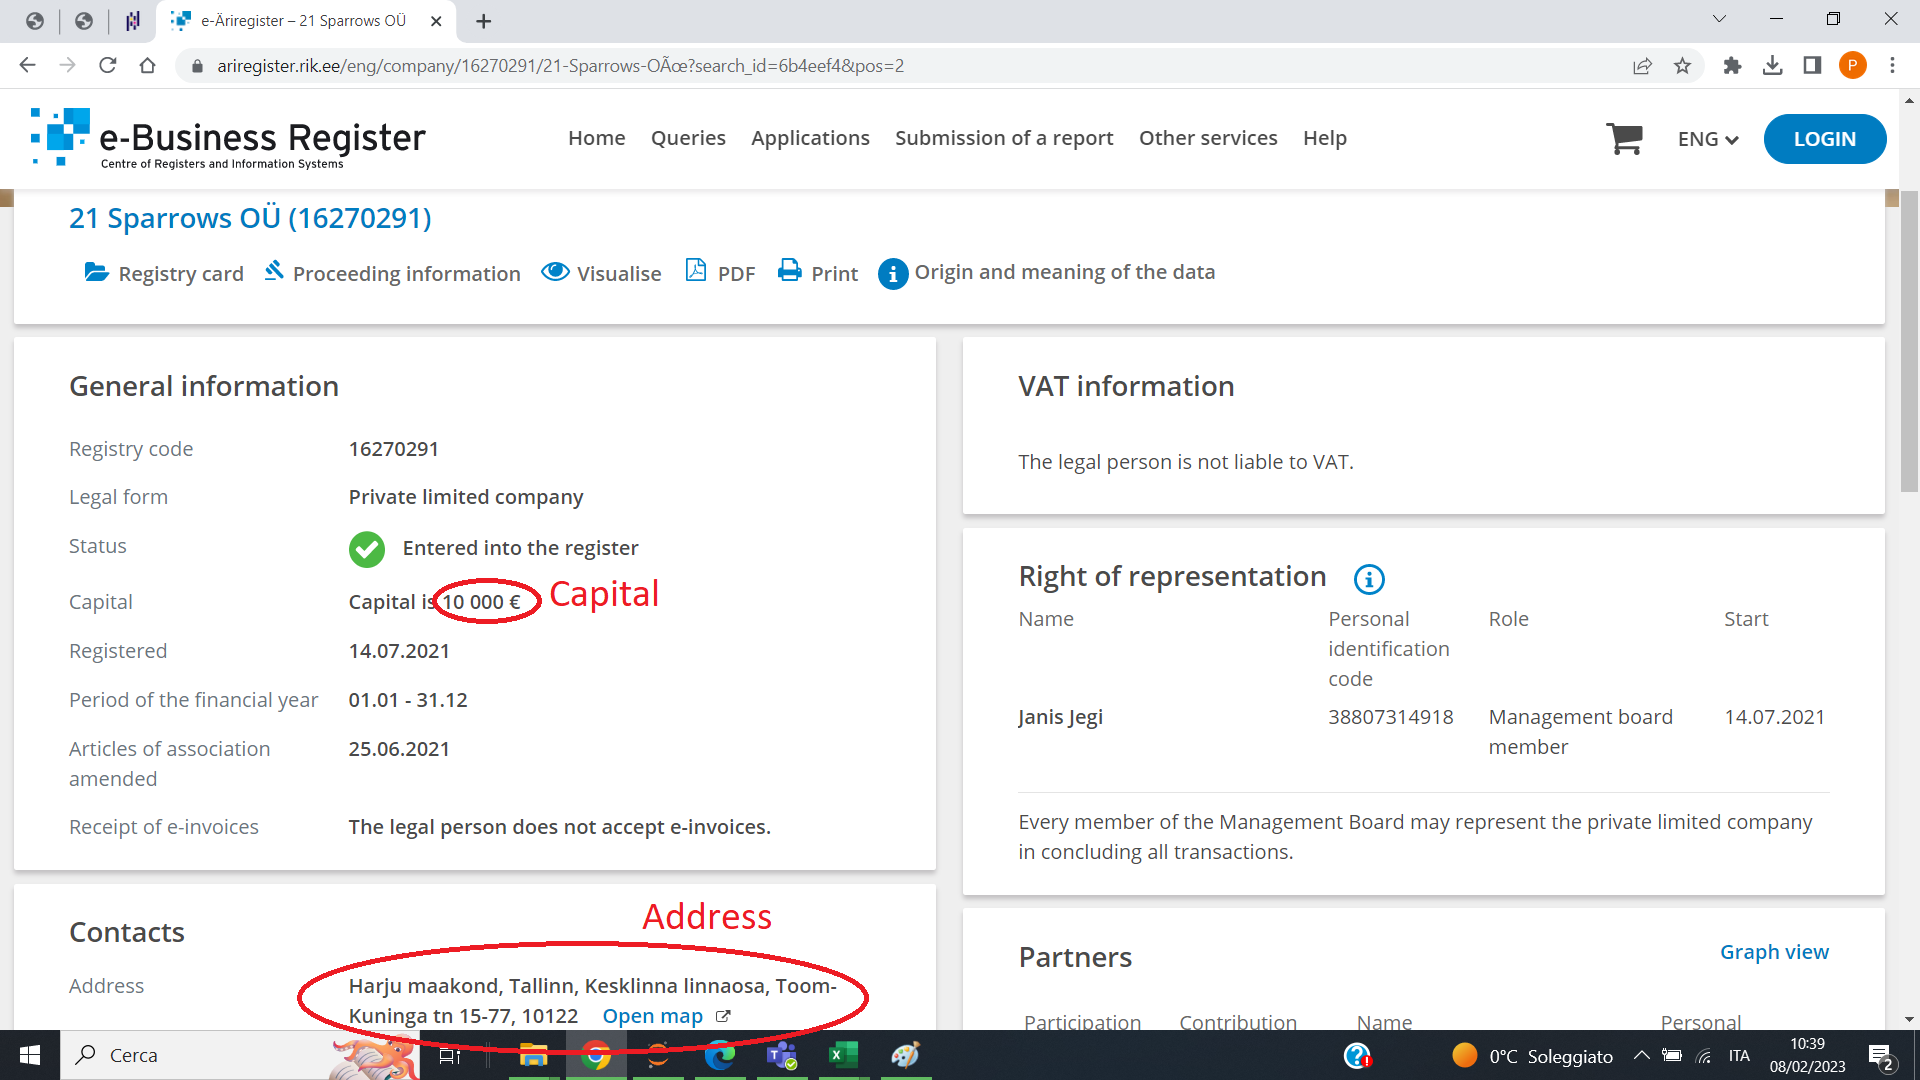 e-Äriregister – 21 Sparrows OÜ
ariregister.rik.ee/eng/company/16270291/21-Sparrows-OÃœ?search_id=6b4eef4&pos=2
P
e-Business Register
Centre of Registers and Information Systems
Home Queries Applications Submission of a report Other services Help
ENG
LOGIN
21 Sparrows OÜ (16270291)
Registry card Proceeding information Visualise PDF Print Origin and meaning of the data
General information
Registry code 16270291
Legal form Private limited company
Status Entered into the register
Capital Capital is 10 000 € Capital
Registered 14.07.2021
Period of the financial year 01.01 - 31.12
Articles of association 25.06.2021
amended
Receipt of e-invoices The legal person does not accept e-invoices.
Contacts
Address
Address Harju maakond, Tallinn, Kesklinna linnaosa, Toom-
Kuninga tn 15-77, 10122 Open map
VAT information
The legal person is not liable to VAT.
Right of representation
Name Personal Role Start
identification
code
Janis Jegi 38807314918 Management board 14.07.2021
member
Every member of the Management Board may represent the private limited company
in concluding all transactions.
Partners Graph view
Participation Contribution Name Personal
Cerca
0°C Soleggiato
ITA
10:39
08/02/2023
2